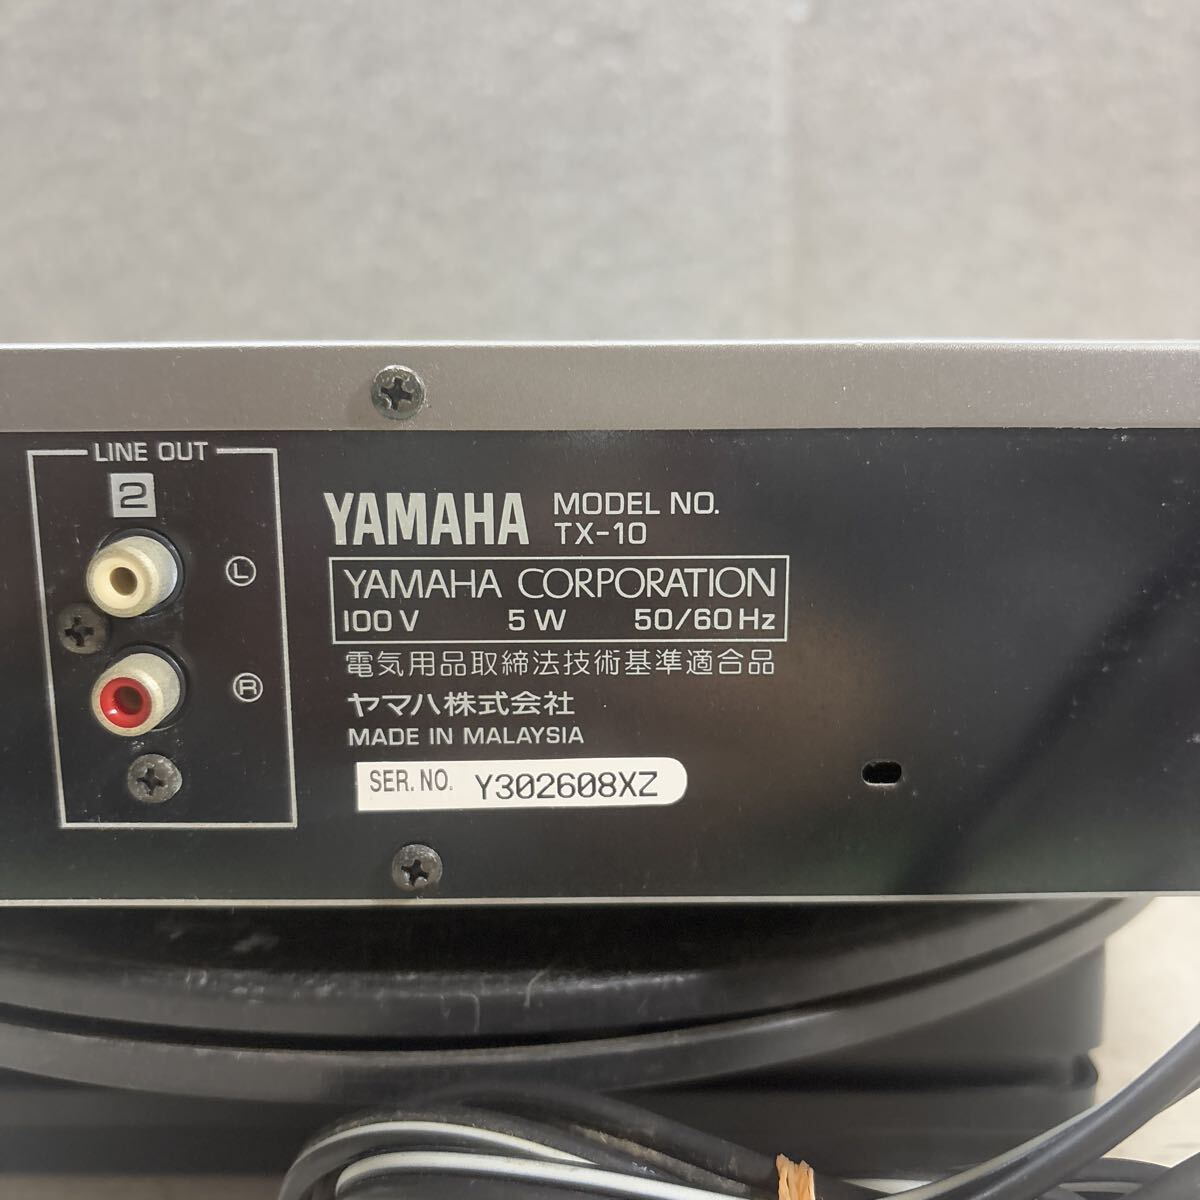 LINE OUT
2
L
R
YAMAHA
MODEL NO.
TX-10
YAMAHA CORPORATION
100V 5W 50/60Hz
電気用品取締法技術基準適合品
ヤマハ株式会社
MADE IN MALAYSIA
SER. NO. Y302608XZ